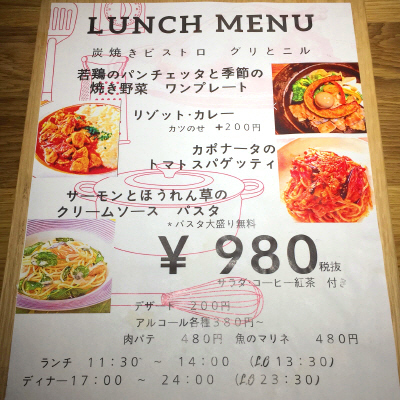 LUNCH MENU
炭焼きビストロ グリとニル
若鶏のパンチェッタと季節の
焼き野菜 ワンプレート
リゾット・カレー
カツのせ +200円
カポナータの
トマトスパゲッティ
サーモンとほうれん草の
クリームソース パスタ
*パスタ大盛り無料
¥ 980税抜
サラダ・コーヒー紅茶 付き
デザート 200円
アルコール各種380円~
肉パテ 480円 魚のマリネ 480円
ランチ 11:30 ~ 14:00 (LO 13:30)
ディナー17:00 ~ 24:00 (LO 23:30)